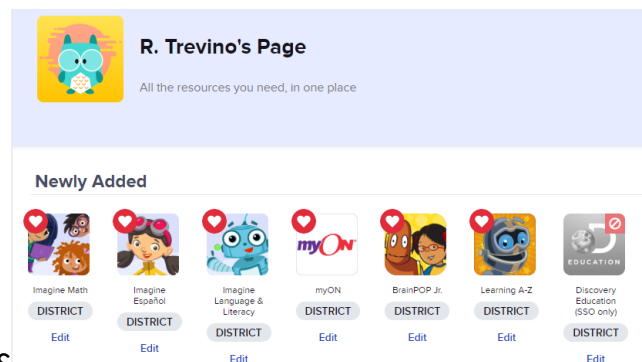 R. Trevino's Page
All the resources you need, in one place
Newly Added
myON
EDUCATION
Imagine Math
DISTRICT
Edit
Imagine
Español
DISTRICT
Edit
Imagine
Language &
Literacy
DISTRICT
Edit
myON
DISTRICT
Edit
BrainPOP Jr.
DISTRICT
Edit
Learning A-Z
DISTRICT
Edit
Discovery
Education
(SSO only)
DISTRICT
Edit